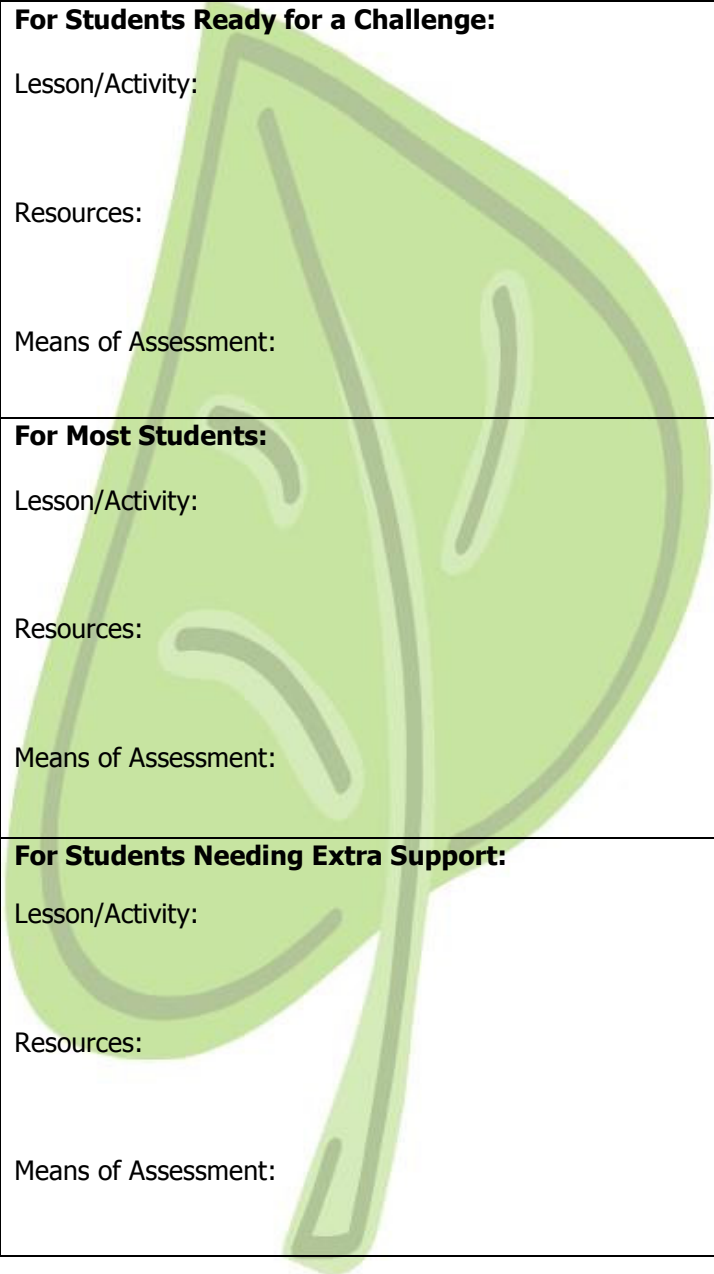 For Students Ready for a Challenge:
Lesson/Activity:
Resources:
Means of Assessment:
For Most Students:
Lesson/Activity:
Resources:
Means of Assessment:
For Students Needing Extra Support:
Lesson/Activity:
Resources:
Means of Assessment: